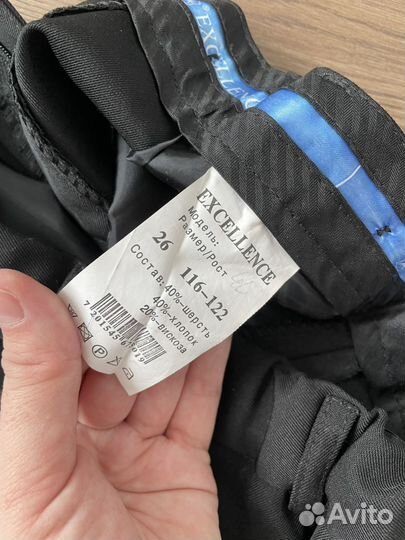 EXCELLENCE
EXCELLENCE
Модель:
Размер/Рост
26 116-122
Состав: 40%-шерсть
40%-хлопок
20%-вискоза
Avito